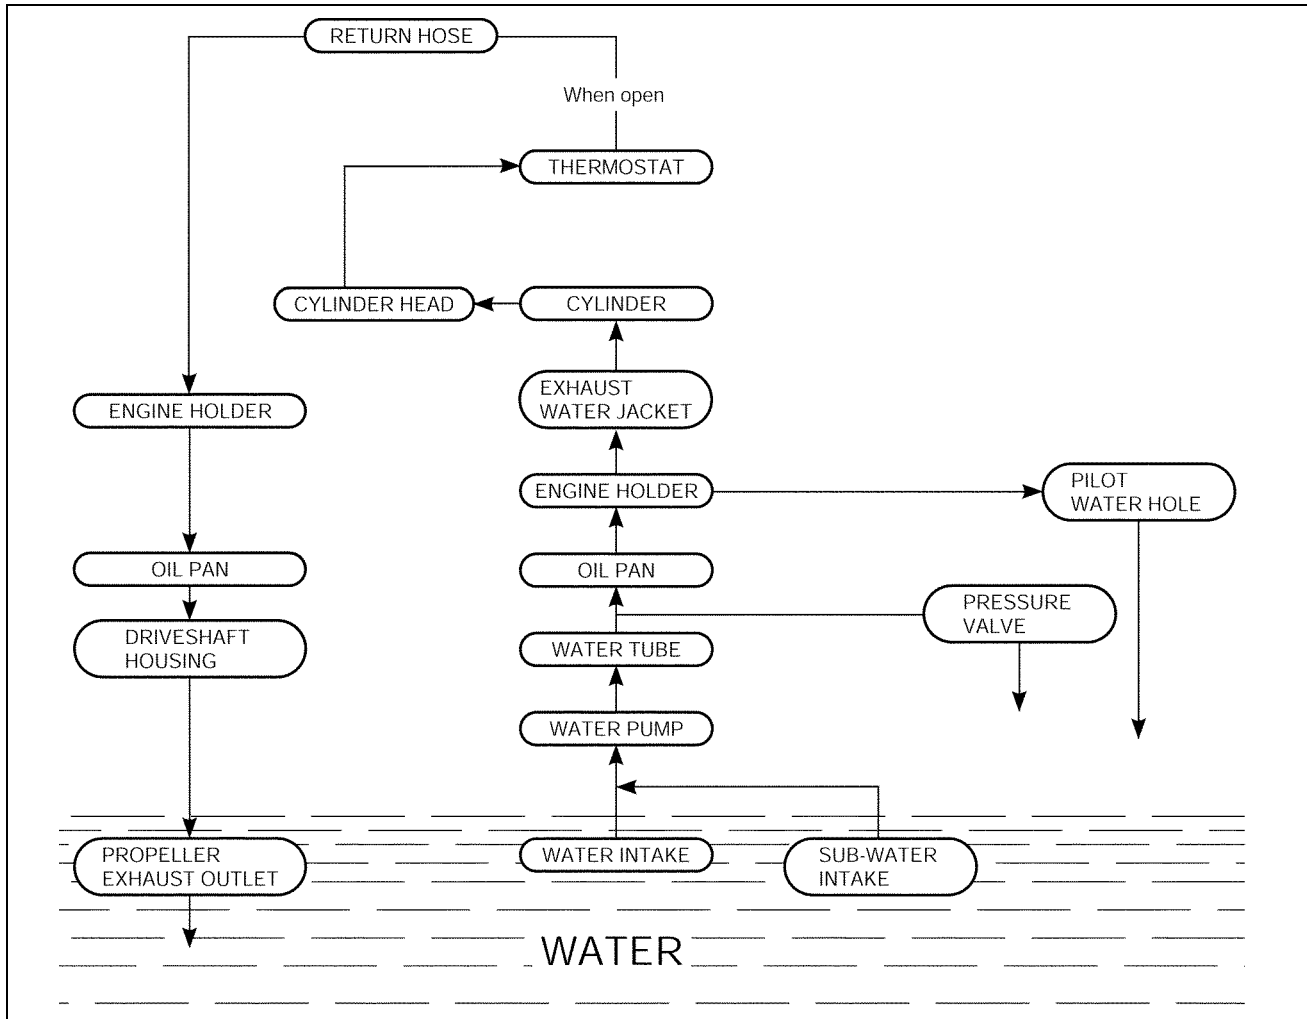 RETURN HOSE
When open
THERMOSTAT
CYLINDER HEAD
CYLINDER
EXHAUST
WATER JACKET
ENGINE HOLDER
ENGINE HOLDER
PILOT
WATER HOLE
OIL PAN
OIL PAN
PRESSURE
VALVE
DRIVESHAFT
HOUSING
WATER TUBE
WATER PUMP
PROPELLER
EXHAUST OUTLET
WATER INTAKE
SUB-WATER
INTAKE
WATER